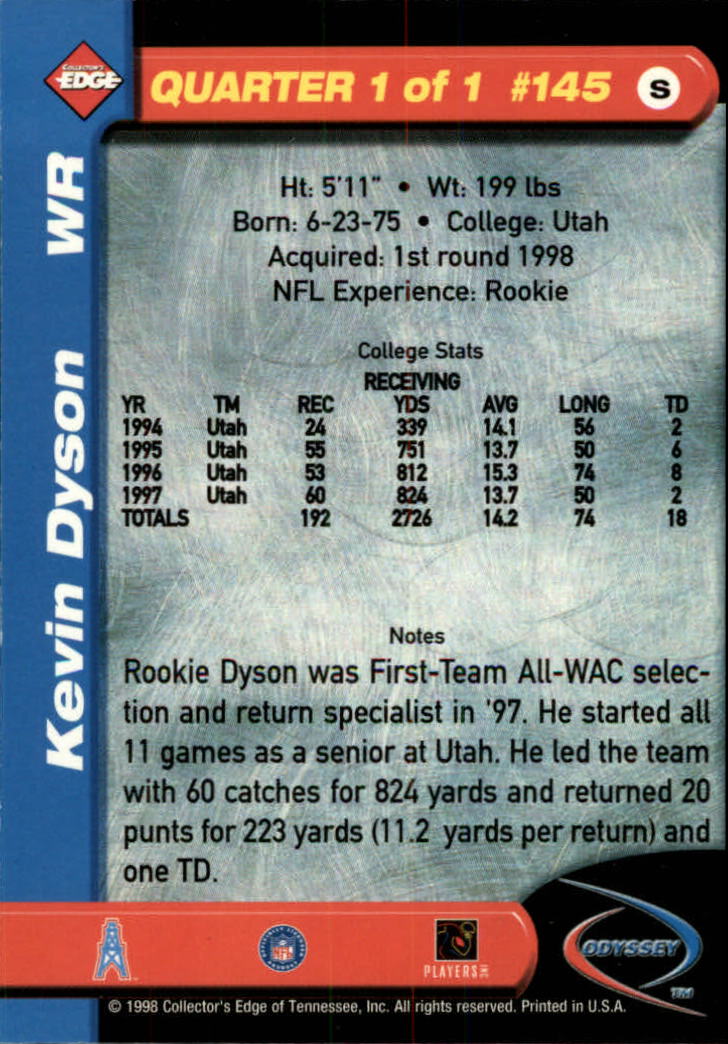 COLLECTOR'S
EDGE
QUARTER 1 of 1 #145 S
Kevin Dyson WR
Ht: 5'11" • Wt: 199 lbs
Born: 6-23-75 • College: Utah
Acquired: 1st round 1998
NFL Experience: Rookie
College Stats
RECEIVING
YR TM REC YDS AVG LONG TD
1994 Utah 24 339 14.1 56 2
1995 Utah 55 751 13.7 50 6
1996 Utah 53 812 15.3 74 8
1997 Utah 60 824 13.7 50 2
TOTALS 192 2726 14.2 74 18
Notes
Rookie Dyson was First-Team All-WAC selec-
tion and return specialist in '97. He started all
11 games as a senior at Utah. He led the team
with 60 catches for 824 yards and returned 20
punts for 223 yards (11.2 yards per return) and
one TD.
NFL
PLAYERS INC
ODYSSEY
TM
© 1998 Collector's Edge of Tennessee, Inc. All rights reserved. Printed in U.S.A.